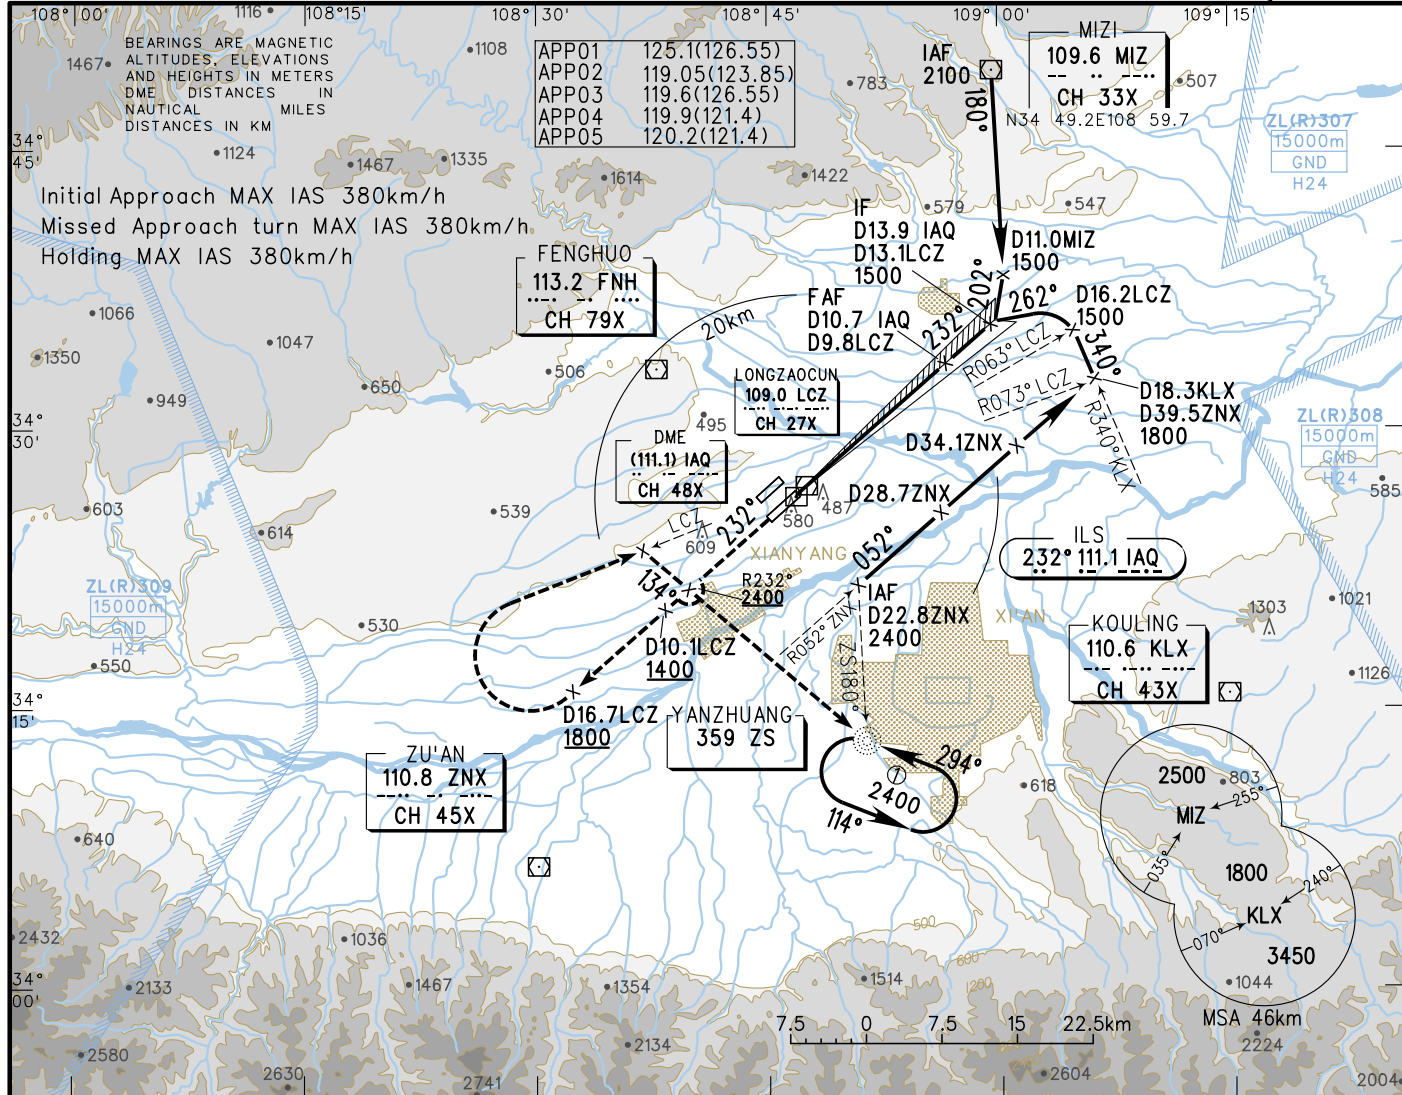 108°00'
1116
108°15'
108°30'
108°45'
109°00'
109°15'
BEARINGS ARE MAGNETIC
ALTITUDES, ELEVATIONS
AND HEIGHTS IN METERS
DME DISTANCES IN
NAUTICAL MILES
DISTANCES IN KM
1467
1108
APP01 125.1(126.55)
APP02 119.05(123.85)
APP03 119.6(126.55)
APP04 119.9(121.4)
APP05 120.2(121.4)
783
IAF
2100
180°
MIZI
109.6 MIZ
CH 33X
N34 49.2E108 59.7
507
ZL(R)307
15000m
GND
H24
34°
45'
1124
1467
1335
1614
1422
579
547
Initial Approach MAX IAS 380km/h
Missed Approach turn MAX IAS 380km/h
Holding MAX IAS 380km/h
FENGHUO
113.2 FNH
CH 79X
IF
D13.9 IAQ
D13.1LCZ
1500
D11.0MIZ
1500
202°
262°
D16.2LCZ
1500
FAF
D10.7 IAQ
D9.8LCZ
232°
20km
1066
1047
1350
949
650
506
340°
R063° LCZ
R073° LCZ
D18.3KLX
D39.5ZNX
1800
R340° KLX
LONGZAOCUN
109.0 LCZ
CH 27X
495
ZL(R)308
15000m
GND
H24
585
34°
30'
DME
(111.1) IAQ
CH 48X
D34.1ZNX
D28.7ZNX
487
580
603
614
539
LCZ
609
232°
XIANYANG
052°
ILS
232° 111.1 IAQ
134°
R232°
2400
IAF
D22.8ZNX
2400
R052° ZNX
ZS180°
XI'AN
1303
1021
ZL(R)309
15000m
GND
H24
550
530
D10.1LCZ
1400
KOULING
110.6 KLX
CH 43X
1126
34°
15'
D16.7LCZ
1800
YANZHUANG
359 ZS
ZU'AN
110.8 ZNX
CH 45X
294°
1
2400
114°
618
2500
803
MIZ
255°
035°
1800
240°
KLX
070°
3450
1044
MSA 46km
640
2432
1036
500
600
1200
34°
00'
2133
1467
1354
1514
7.5 0 7.5 15 22.5km
2580
2134
2224
2630
2741
2604
2004